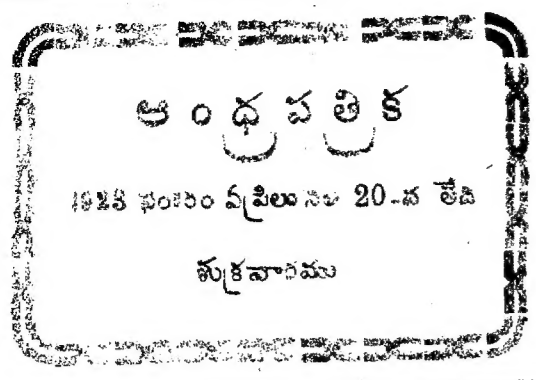 ఆంధ్రపత్రిక
1923 సం॥రం ఏప్రిలు నెల 20-వ తేది
శుక్రవారము